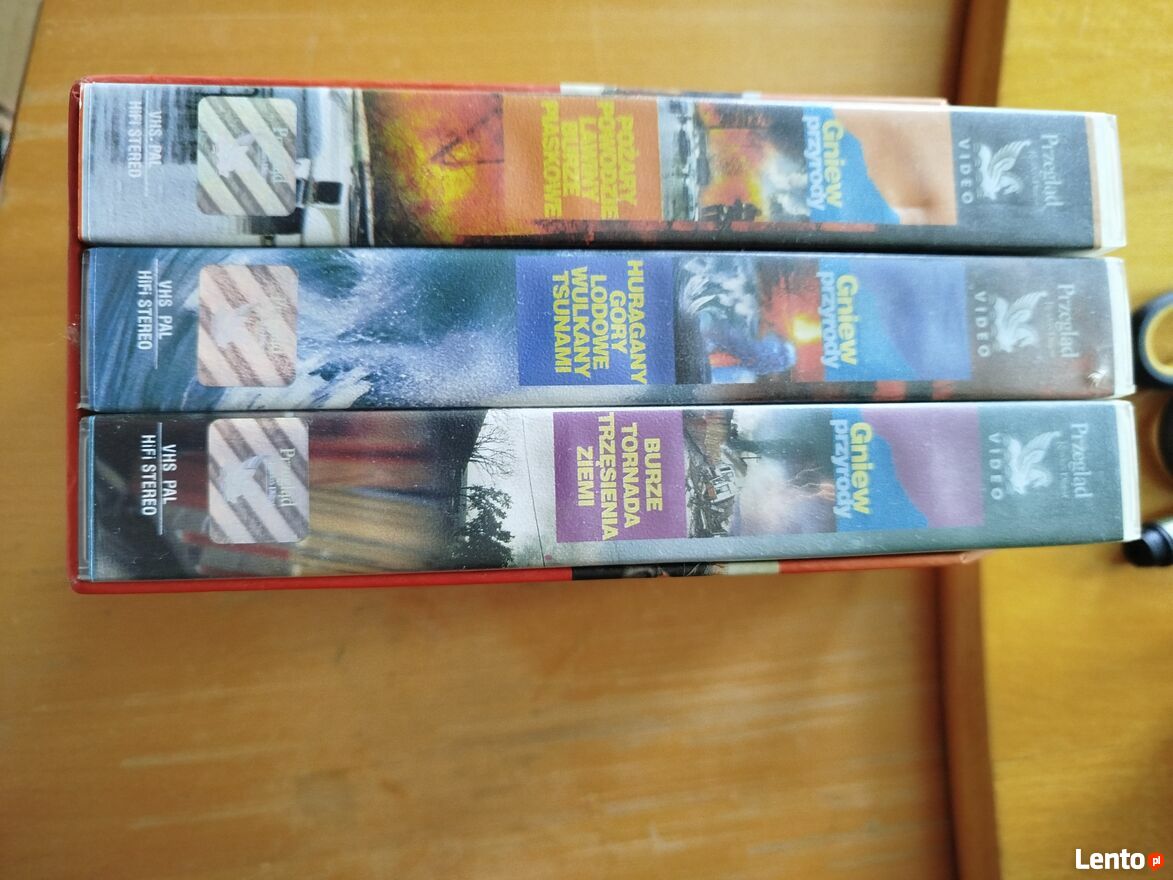 Przegląd
VIDEO
Gniew
przyrody
POŻARY
POWODZIE
LAWINY
BURZE
PIASKOWE
VHS PAL
HiFi STEREO
Przegląd
VIDEO
Gniew
przyrody
HURAGANY
GÓRY
LODOWE
WULKANY
TSUNAMI
VHS PAL
HiFi STEREO
Przegląd
VIDEO
Gniew
przyrody
BURZE
TORNADA
TRZĘSIENIA
ZIEMI
VHS PAL
HiFi STEREO
Lento pl